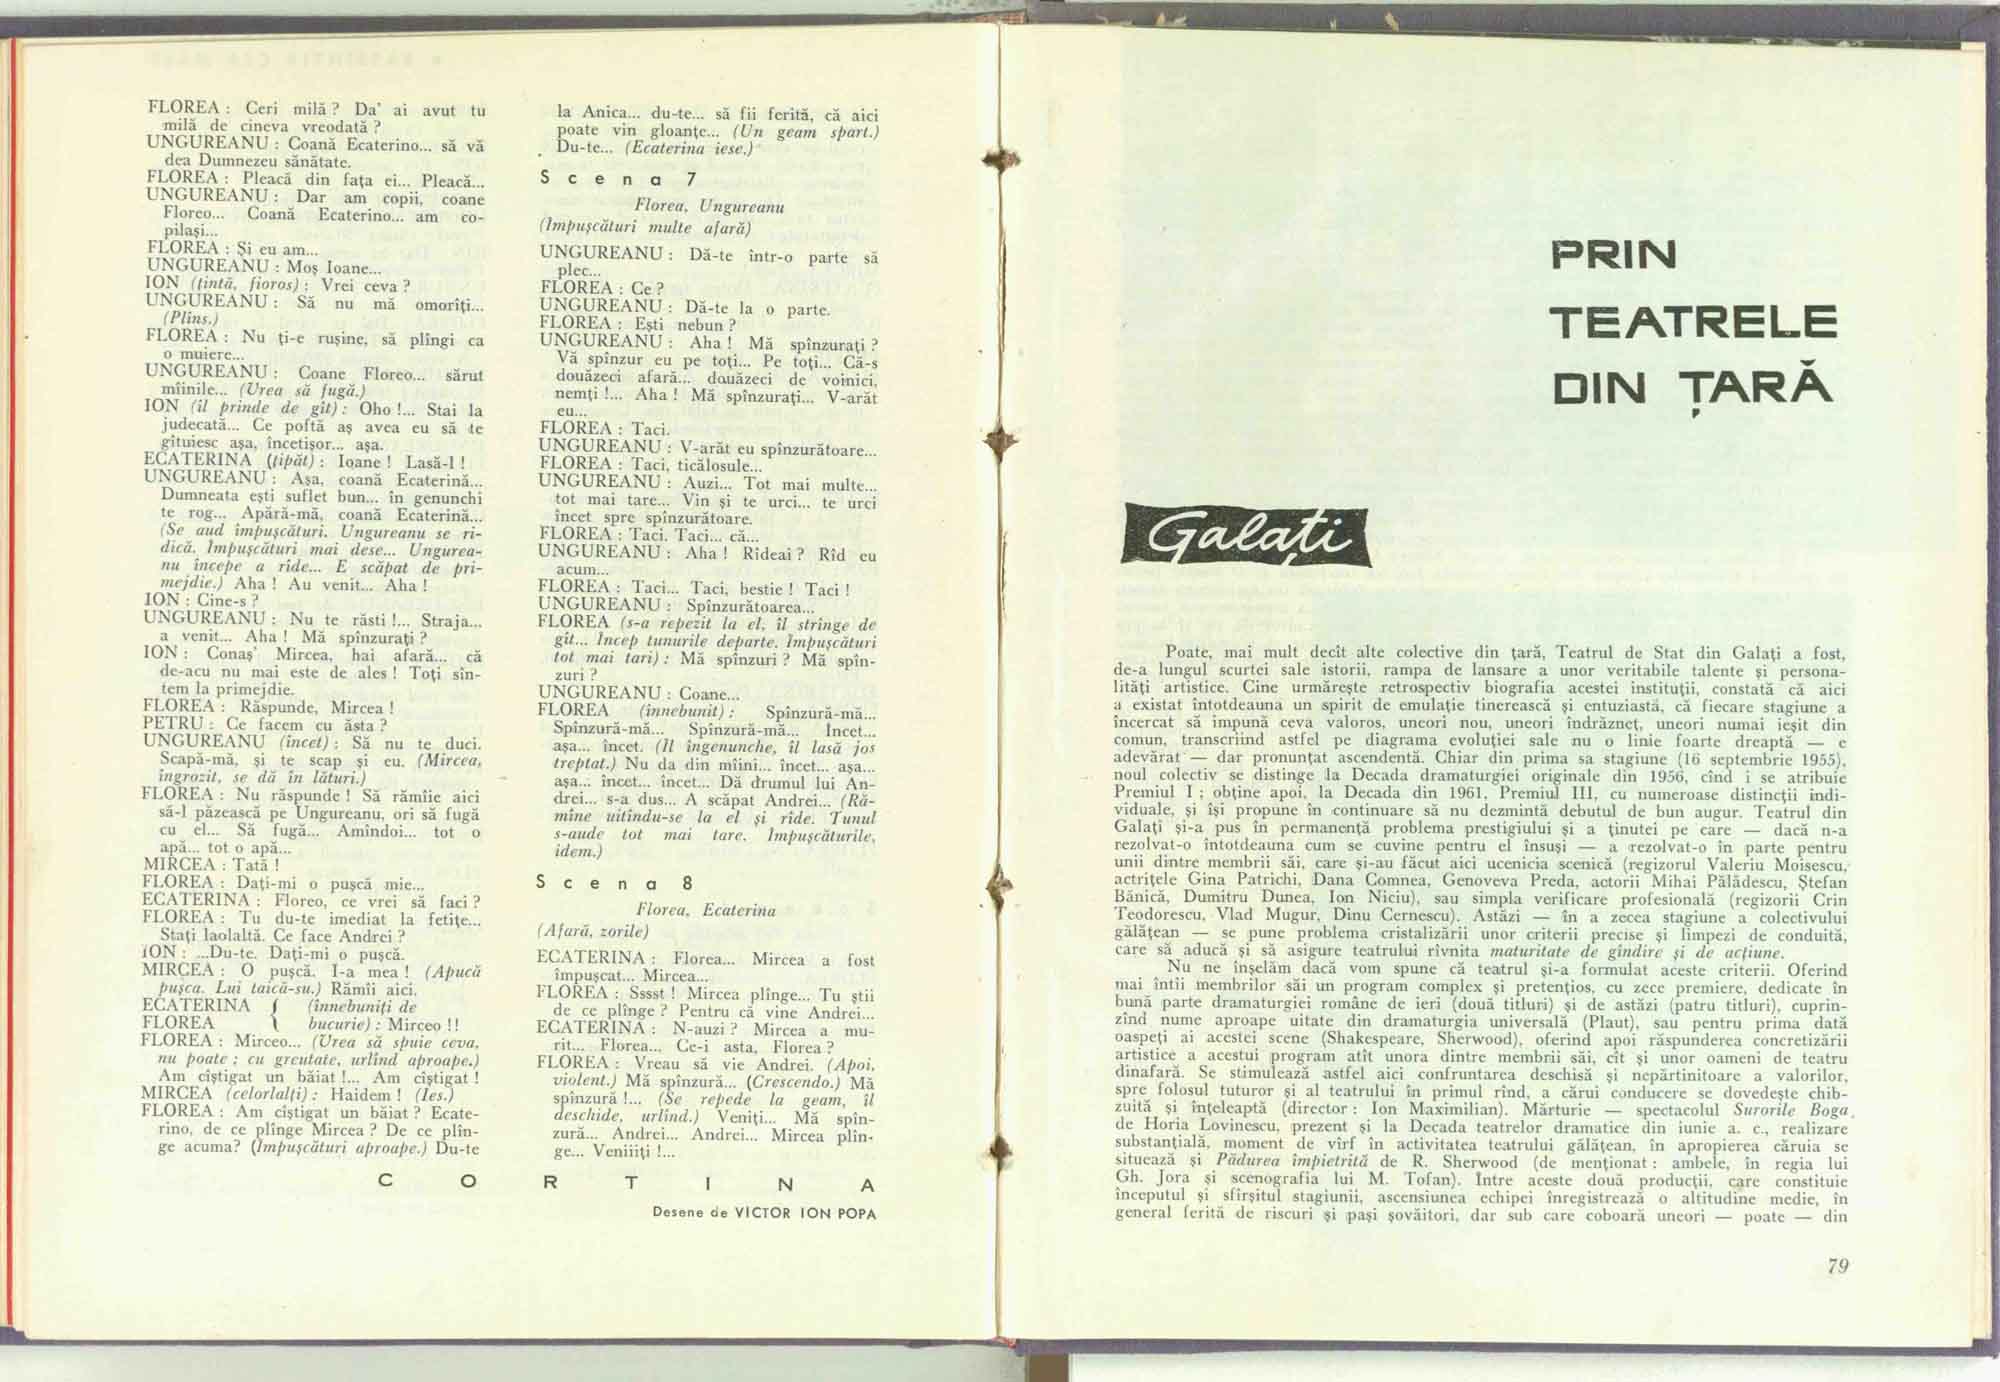 FLOREA : Ceri milă ? Da' ai avut tu
milă de cineva vreodată ?
UNGUREANU : Coană Ecaterino... să vă
dea Dumnezeu sănătate.
FLOREA : Pleacă din fața ei... Pleacă...
UNGUREANU : Dar am copii, coane
Floreo... Coană Ecaterino... am co-
pilași...
FLOREA : Și eu am...
UNGUREANU : Moș Ioane...
ION (țintă, fioros) : Vrei ceva ?
UNGUREANU : Să nu mă omorîți...
(Plîns.)
FLOREA : Nu ți-e rușine, să plîngi ca
o muiere...
UNGUREANU : Coane Floreo... sărut
mîinile... (Vrea să fugă.)
ION (îl prinde de gît) : Oho !... Stai la
judecată... Ce poftă aș avea eu să te
gîtuiesc așa, încetișor... așa.
ECATERINA (țipăt) : Ioane ! Lasă-l !
UNGUREANU : Așa, coană Ecaterină...
Dumneata ești suflet bun... în genunchi
te rog... Apără-mă, coană Ecaterină...
(Se aud împușcături. Ungureanu se ri-
dică. Împușcături mai dese... Ungurea-
nu începe a rîde... E scăpat de pri-
mejdie.) Aha ! Au venit... Aha !
ION : Cine-s ?
UNGUREANU : Nu te răsti !... Straja...
a venit... Aha ! Mă spînzurați ?
ION : Conaș' Mircea, hai afară... că
de-acu nu mai este de ales ! Toți sîn-
tem la primejdie.
FLOREA : Răspunde, Mircea !
PETRU : Ce facem cu ăsta ?
UNGUREANU (încet) : Să nu te duci.
Scapă-mă, și te scap și eu. (Mircea,
îngrozit, se dă în lături.)
FLOREA : Nu răspunde ! Să rămîie aici
să-l păzească pe Ungureanu, ori să fugă
cu el... Să fugă... Amîndoi... tot o
apă... tot o apă...
MIRCEA : Tată !
FLOREA : Dați-mi o pușcă mie...
ECATERINA : Floreo, ce vrei să faci ?
FLOREA : Tu du-te imediat la fetițe...
Stați laolaltă. Ce face Andrei ?
ION : ...Du-te. Dați-mi o pușcă.
MIRCEA : O pușcă. I-a mea ! (Apucă
pușca. Lui taică-su.) Rămîi aici.
ECATERINA { (înnebuniți de
FLOREA { bucurie) : Mirceo !!
FLOREA : Mirceo... (Vrea să spuie ceva,
nu poate ; cu greutate, urlînd aproape.)
Am cîștigat un băiat !... Am cîștigat !
MIRCEA (celorlalți) : Haidem ! (Ies.)
FLOREA : Am cîștigat un băiat ? Ecate-
rino, de ce plînge Mircea ? De ce plîn-
ge acuma? (Împușcături aproape.) Du-te
la Anica... du-te... să fii ferită, că aici
poate vin gloanțe... (Un geam spart.)
Du-te... (Ecaterina iese.)
Scena 7
Florea, Ungureanu
(Împușcături multe afară)
UNGUREANU : Dă-te într-o parte să
plec...
FLOREA : Ce ?
UNGUREANU : Dă-te la o parte.
FLOREA : Ești nebun ?
UNGUREANU : Aha ! Mă spînzurați ?
Vă spînzur eu pe toți... Pe toți... Că-s
douăzeci afară... douăzeci de voinici,
nemți !... Aha ! Mă spînzurați... V-arăt
eu...
FLOREA : Taci.
UNGUREANU : V-arăt eu spînzurătoare...
FLOREA : Taci, ticălosule...
UNGUREANU : Auzi... Tot mai multe...
tot mai tare... Vin și te urci... te urci
încet spre spînzurătoare.
FLOREA : Taci. Taci... că...
UNGUREANU : Aha ! Rîdeai ? Rîd eu
acum...
FLOREA : Taci... Taci, bestie ! Taci !
UNGUREANU : Spînzurătoarea...
FLOREA (s-a repezit la el, îl strînge de
gît... Încep tunurile departe. Împușcături
tot mai tari) : Mă spînzuri ? Mă spîn-
zuri ?
UNGUREANU : Coane...
FLOREA (înnebunit) : Spînzură-mă...
Spînzură-mă... Spînzură-mă... Încet...
așa... încet. (Îl îngenunche, îl lasă jos
treptat.) Nu da din mîini... încet... așa...
așa... încet... încet... Dă drumul lui An-
drei... s-a dus... A scăpat Andrei... (Ră-
mîne uitîndu-se la el și rîde. Tunul
s-aude tot mai tare. Împușcăturile,
idem.)
Scena 8
Florea, Ecaterina
(Afară, zorile)
ECATERINA : Florea... Mircea a fost
împușcat... Mircea...
FLOREA : Sssst ! Mircea plînge... Tu știi
de ce plînge ? Pentru că vine Andrei...
ECATERINA : N-auzi ? Mircea a mu-
rit... Florea... Ce-i asta, Florea ?
FLOREA : Vreau să vie Andrei. (Apoi,
violent.) Mă spînzură... (Crescendo.) Mă
spînzură !... (Se repede la geam, îl
deschide, urlînd.) Veniți... Mă spîn-
zură... Andrei... Andrei... Mircea plîn-
ge... Veniiiți !...
CORTINA
Desene de VICTOR ION POPA
PRIN
TEATRELE
DIN ȚARĂ
Galați
Poate, mai mult decît alte colective din țară, Teatrul de Stat din Galați a fost,
de-a lungul scurtei sale istorii, rampa de lansare a unor veritabile talente și persona-
lități artistice. Cine urmărește retrospectiv biografia acestei instituții, constată că aici
a existat întotdeauna un spirit de emulație tinerească și entuziastă, că fiecare stagiune a
încercat să impună ceva valoros, uneori nou, uneori îndrăzneț, uneori numai ieșit din
comun, transcriind astfel pe diagrama evoluției sale nu o linie foarte dreaptă — e
adevărat — dar pronunțat ascendentă. Chiar din prima sa stagiune (16 septembrie 1955),
noul colectiv se distinge la Decada dramaturgiei originale din 1956, cînd i se atribuie
Premiul I ; obține apoi, la Decada din 1961, Premiul III, cu numeroase distincții indi-
viduale, și își propune în continuare să nu dezmintă debutul de bun augur. Teatrul din
Galați și-a pus în permanență problema prestigiului și a ținutei pe care — dacă n-a
rezolvat-o întotdeauna cum se cuvine pentru el însuși — a rezolvat-o în parte pentru
unii dintre membrii săi, care și-au făcut aici ucenicia scenică (regizorul Valeriu Moisescu,
actrițele Gina Patrichi, Dana Comnea, Genoveva Preda, actorii Mihai Pălădescu, Ștefan
Bănică, Dumitru Dunea, Ion Niciu), sau simpla verificare profesională (regizorii Crin
Teodorescu, Vlad Mugur, Dinu Cernescu). Astăzi — în a zecea stagiune a colectivului
gălățean — se pune problema cristalizării unor criterii precise și limpezi de conduită,
care să aducă și să asigure teatrului rîvnita maturitate de gîndire și de acțiune.
Nu ne înșelăm dacă vom spune că teatrul și-a formulat aceste criterii. Oferind
mai întîi membrilor săi un program complex și pretențios, cu zece premiere, dedicate în
bună parte dramaturgiei române de ieri (două titluri) și de astăzi (patru titluri), cuprin-
zînd nume aproape uitate din dramaturgia universală (Plaut), sau pentru prima dată
oaspeți ai acestei scene (Shakespeare, Sherwood), oferind apoi răspunderea concretizării
artistice a acestui program atît unora dintre membrii săi, cît și unor oameni de teatru
dinafară. Se stimulează astfel aici confruntarea deschisă și nepărtinitoare a valorilor,
spre folosul tuturor și al teatrului în primul rînd, a cărui conducere se dovedește chib-
zuită și înțeleaptă (director : Ion Maximilian). Mărturie — spectacolul Surorile Boga
de Horia Lovinescu, prezent și la Decada teatrelor dramatice din iunie a. c., realizare
substanțială, moment de vîrf în activitatea teatrului gălățean, în apropierea căruia se
situează și Pădurea împietrită de R. Sherwood (de menționat : ambele, în regia lui
Gh. Jora și scenografia lui M. Tofan). Între aceste două producții, care constituie
începutul și sfîrșitul stagiunii, ascensiunea echipei înregistrează o altitudine medie, în
general ferită de riscuri și pași șovăitori, dar sub care coboară uneori — poate — din
79